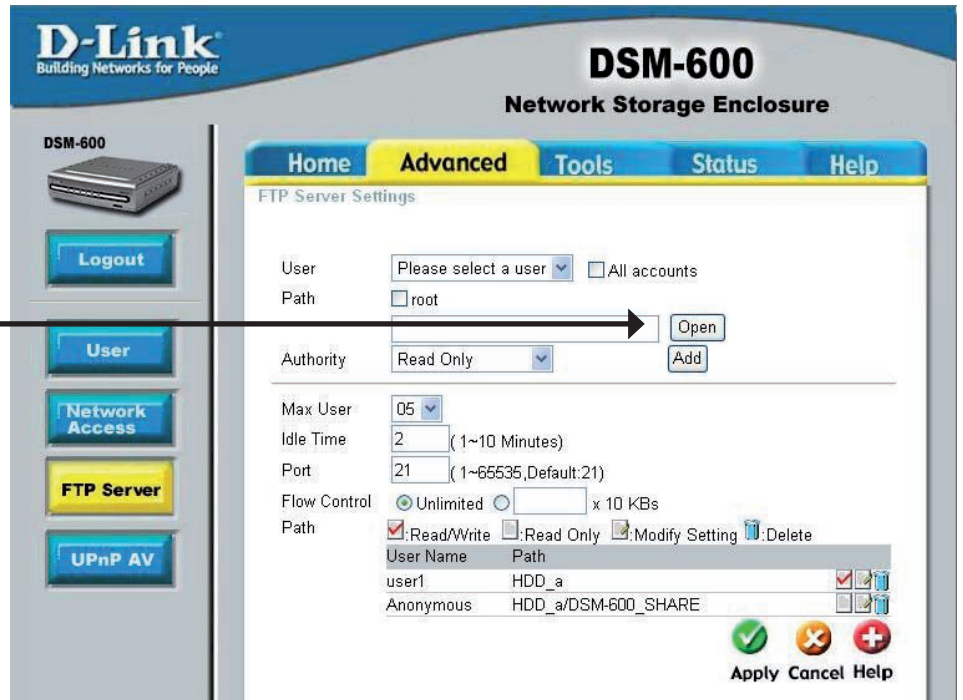 D-Link
Building Networks for People
DSM-600
Network Storage Enclosure
DSM-600
Logout
User
Network Access
FTP Server
UPnP AV
Home Advanced Tools Status Help
FTP Server Settings
User Please select a user All accounts
Path root
Open
Authority Read Only Add
Max User 05
Idle Time 2 ( 1~10 Minutes)
Port 21 ( 1~65535,Default:21)
Flow Control Unlimited x 10 KBs
Path :Read/Write :Read Only :Modify Setting :Delete
User Name Path
user1 HDD_a
Anonymous HDD_a/DSM-600_SHARE
Apply Cancel Help